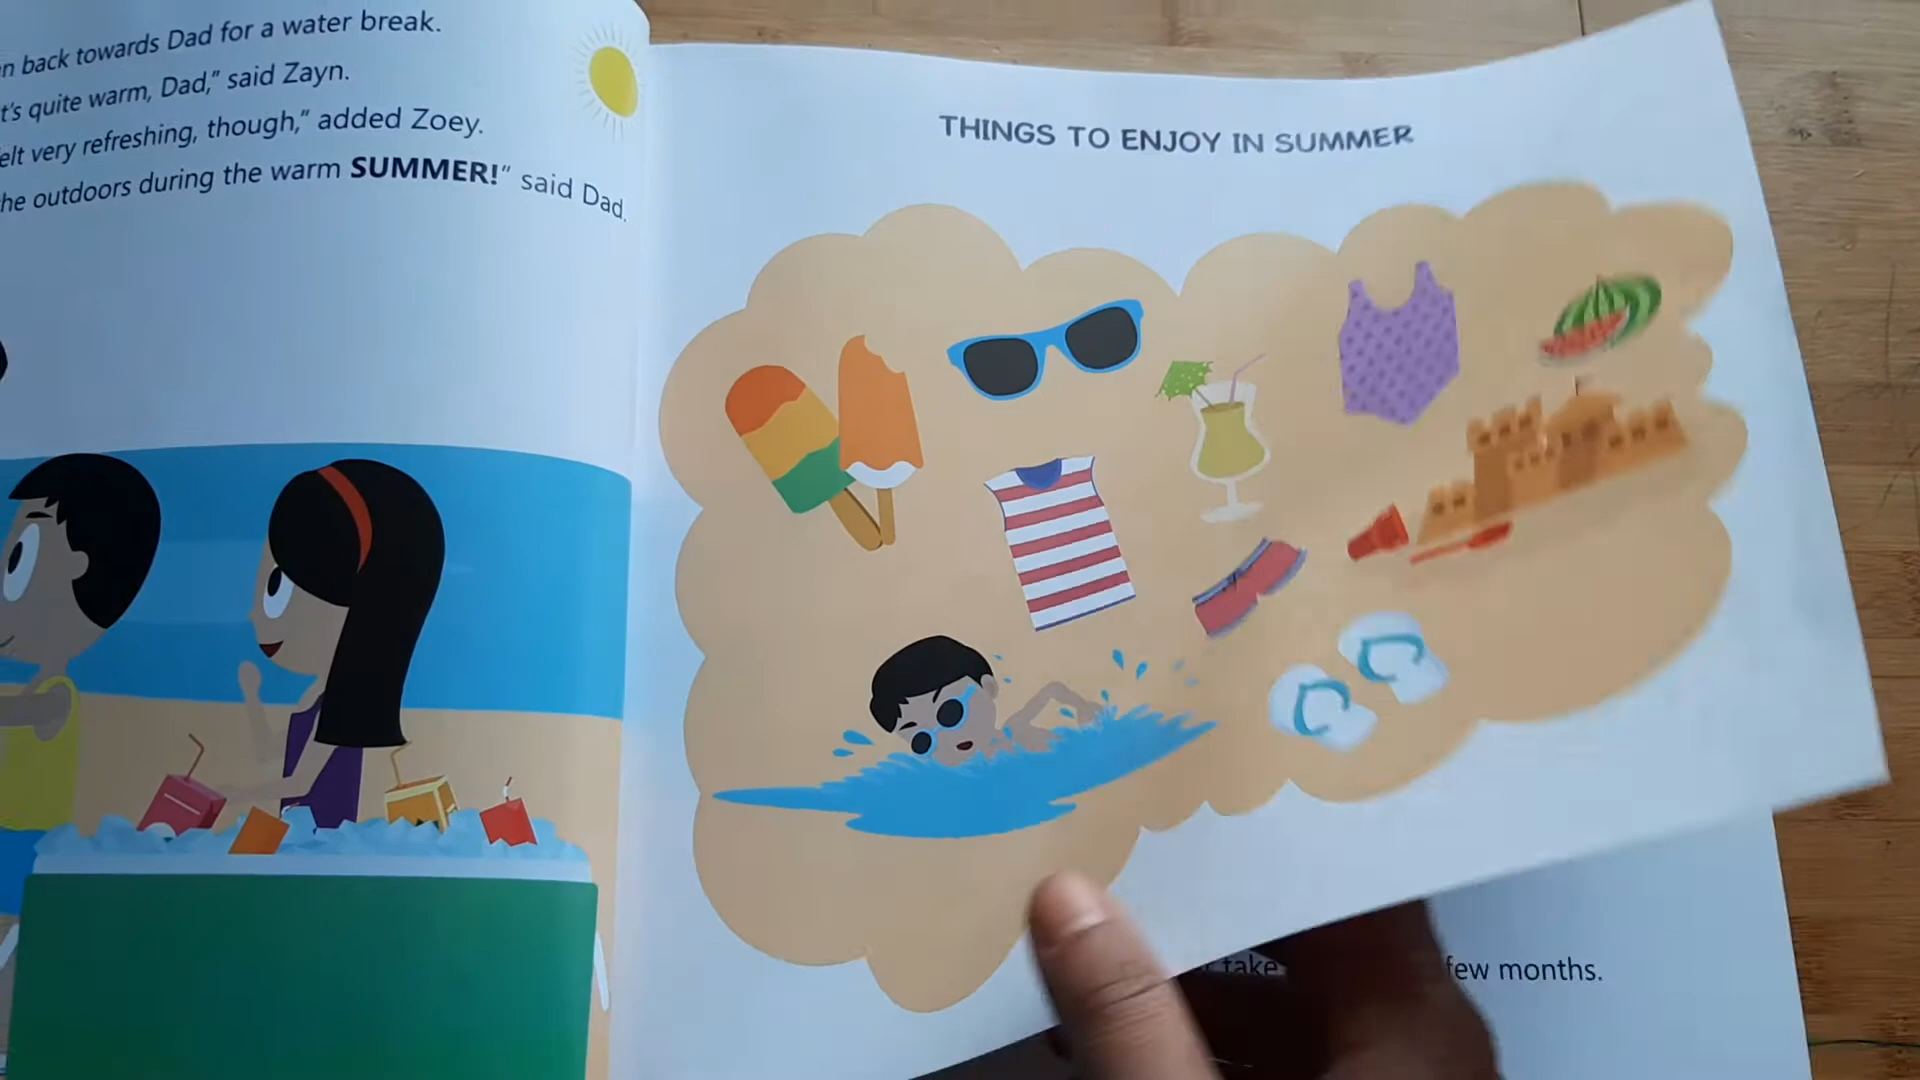 n back towards Dad for a water break.
t's quite warm, Dad," said Zayn.
elt very refreshing, though," added Zoey.
he outdoors during the warm SUMMER!" said Dad.
THINGS TO ENJOY IN SUMMER
take few months.